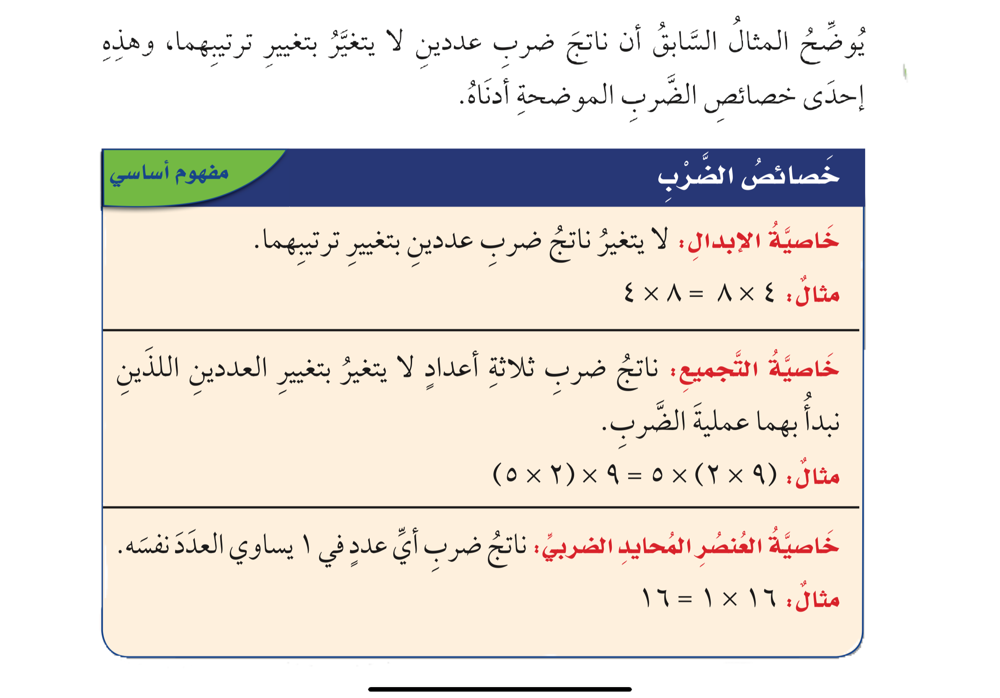 يُوضِّحُ المثالُ السَّابقُ أن ناتجَ ضربِ عددينِ لا يتغيَّرُ بتغييرِ ترتيبِهما، وهذِهِ
إحدَى خصائصِ الضَّربِ الموضحةِ أدنَاهُ.
خَصائصُ الضَّرْبِ
مفهوم أساسي
خَاصيَّةُ الإبدالِ: لا يتغيرُ ناتجُ ضربِ عددينِ بتغييرِ ترتيبِهما.
مثالٌ: ٤ × ٨ = ٨ × ٤
خَاصيَّةُ التَّجميعِ: ناتجُ ضربِ ثلاثةِ أعدادٍ لا يتغيرُ بتغييرِ العددينِ اللذَينِ
نبدأُ بهما عمليةَ الضَّربِ.
مثالٌ: (٩ × ٢) × ٥ = ٩ × (٢ × ٥)
خَاصيَّةُ العُنصُرِ المُحايدِ الضربيِّ: ناتجُ ضربِ أيِّ عددٍ في ١ يساوي العدَدَ نفسَه.
مثالٌ: ١٦ × ١ = ١٦